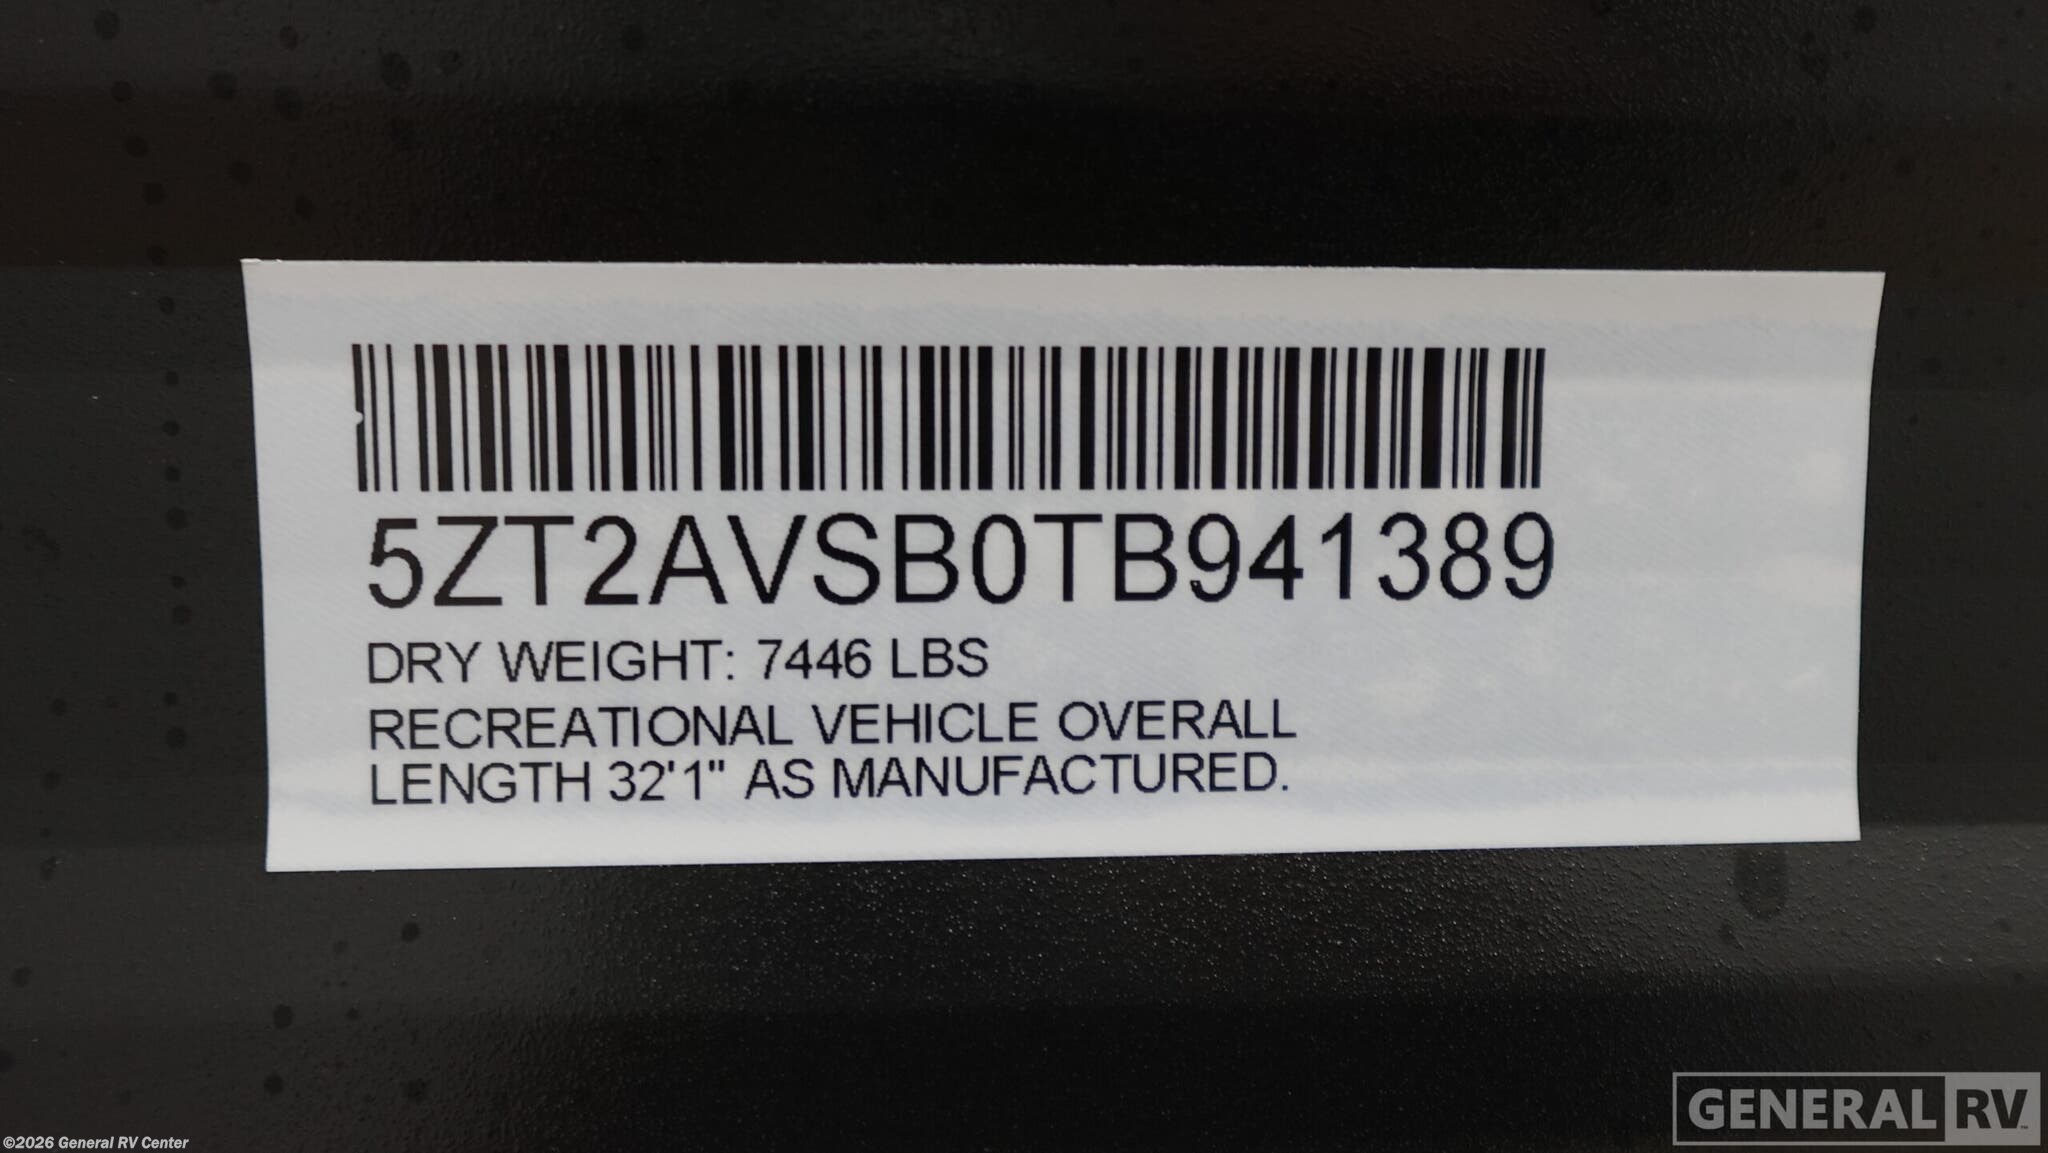 5ZT2AVSB0TB941389
DRY WEIGHT: 7446 LBS
RECREATIONAL VEHICLE OVERALL
LENGTH 32'1" AS MANUFACTURED.
GENERAL RV
©2026 General RV Center